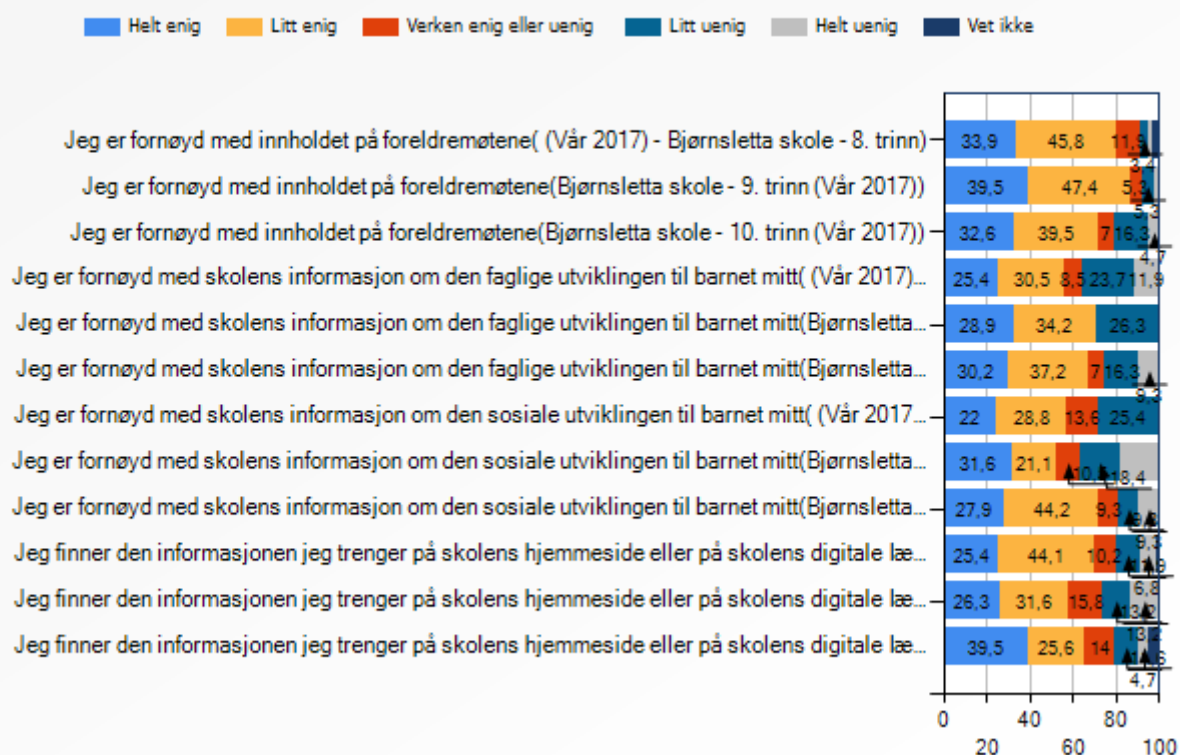 Helt enig Litt enig Verken enig eller uenig Litt uenig Helt uenig Vet ikke
Jeg er fornøyd med innholdet på foreldremøtene( (Vår 2017) - Bjørnsletta skole - 8. trinn) 33,9 45,8 11,9
3,4
Jeg er fornøyd med innholdet på foreldremøtene(Bjørnsletta skole - 9. trinn (Vår 2017)) 39,5 47,4 5,3
5,3
Jeg er fornøyd med innholdet på foreldremøtene(Bjørnsletta skole - 10. trinn (Vår 2017)) 32,6 39,5 7 16,3
4,7
Jeg er fornøyd med skolens informasjon om den faglige utviklingen til barnet mitt( (Vår 2017)... 25,4 30,5 8,5 23,7 11,9
Jeg er fornøyd med skolens informasjon om den faglige utviklingen til barnet mitt(Bjørnsletta... 28,9 34,2 26,3
Jeg er fornøyd med skolens informasjon om den faglige utviklingen til barnet mitt(Bjørnsletta... 30,2 37,2 7 16,3
9,3
Jeg er fornøyd med skolens informasjon om den sosiale utviklingen til barnet mitt( (Vår 2017... 22 28,8 13,6 25,4
Jeg er fornøyd med skolens informasjon om den sosiale utviklingen til barnet mitt(Bjørnsletta... 31,6 21,1
10,5 18,4
Jeg er fornøyd med skolens informasjon om den sosiale utviklingen til barnet mitt(Bjørnsletta... 27,9 44,2 9,3
9,3
Jeg finner den informasjonen jeg trenger på skolens hjemmeside eller på skolens digitale læ... 25,4 44,1 10,2 11,9
6,8
Jeg finner den informasjonen jeg trenger på skolens hjemmeside eller på skolens digitale læ... 26,3 31,6 15,8 13,2
13,2
Jeg finner den informasjonen jeg trenger på skolens hjemmeside eller på skolens digitale læ... 39,5 25,6 14
4,7
0 20 40 60 80 100